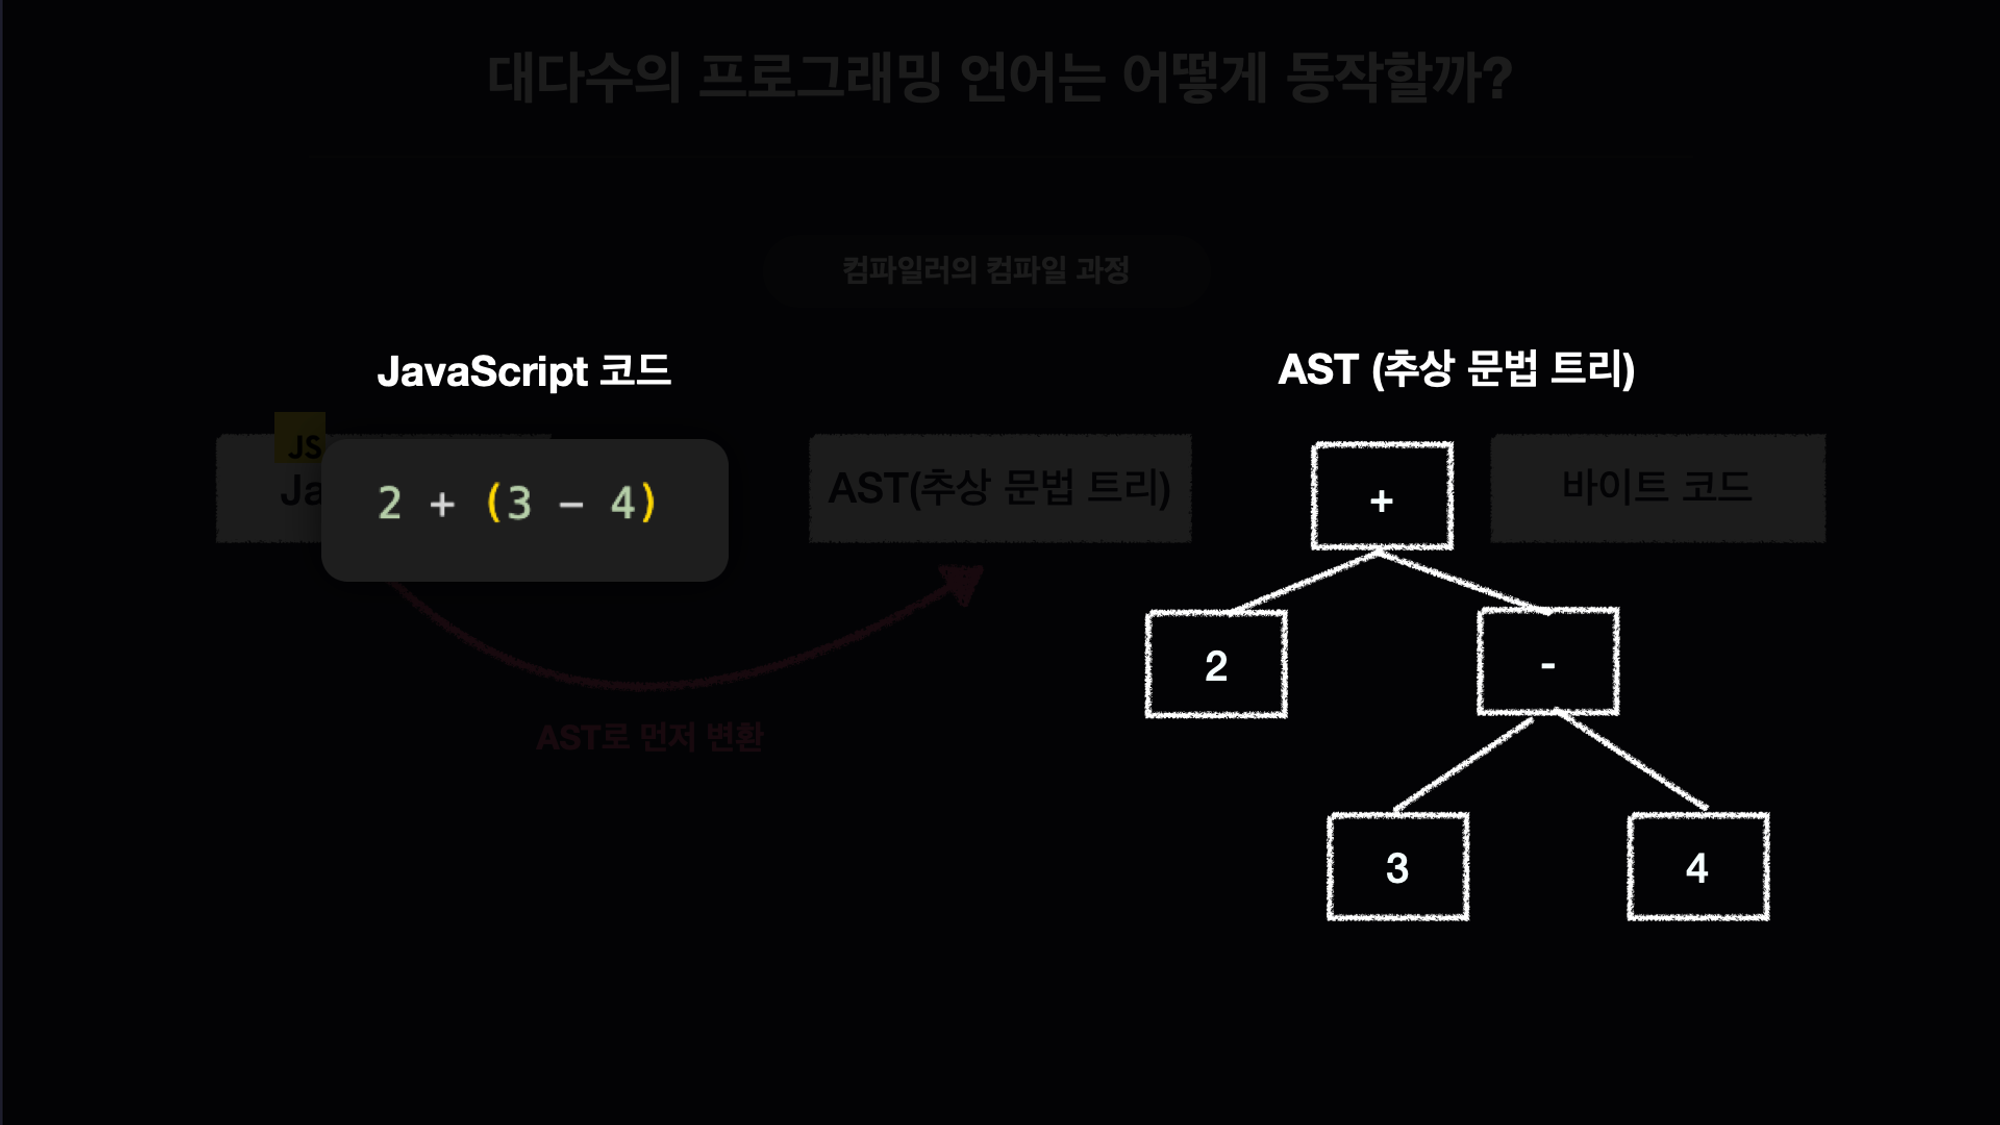 대다수의 프로그래밍 언어는 어떻게 동작할까?
컴파일러의 컴파일 과정
JavaScript 코드
AST (추상 문법 트리)
JS
Ja
2 + (3 - 4)
AST(추상 문법 트리)
바이트 코드
+
2
-
AST로 먼저 변환
3
4